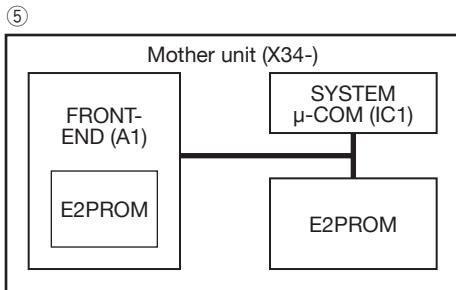 ⑤
Mother unit (X34-)
FRONT-
END (A1)
E2PROM
SYSTEM
µ-COM (IC1)
E2PROM